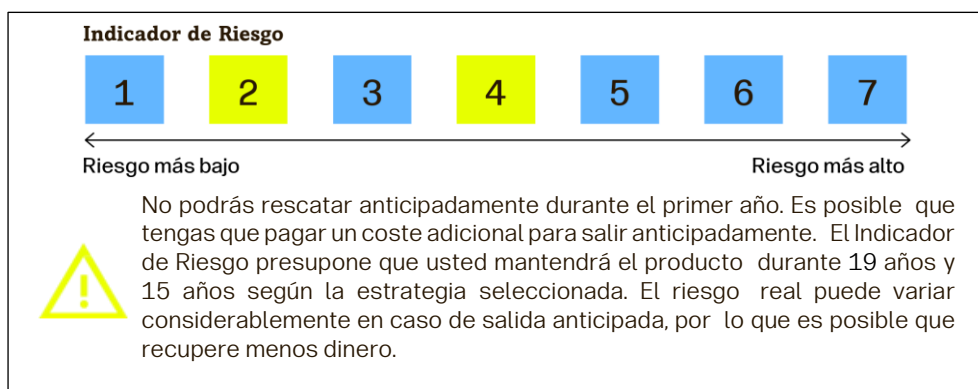 Indicador de Riesgo
1 2 3 4 5 6 7
Riesgo más bajo Riesgo más alto
No podrás rescatar anticipadamente durante el primer año. Es posible que
tengas que pagar un coste adicional para salir anticipadamente. El Indicador
de Riesgo presupone que usted mantendrá el producto durante 19 años y
15 años según la estrategia seleccionada. El riesgo real puede variar
considerablemente en caso de salida anticipada, por lo que es posible que
recupere menos dinero.